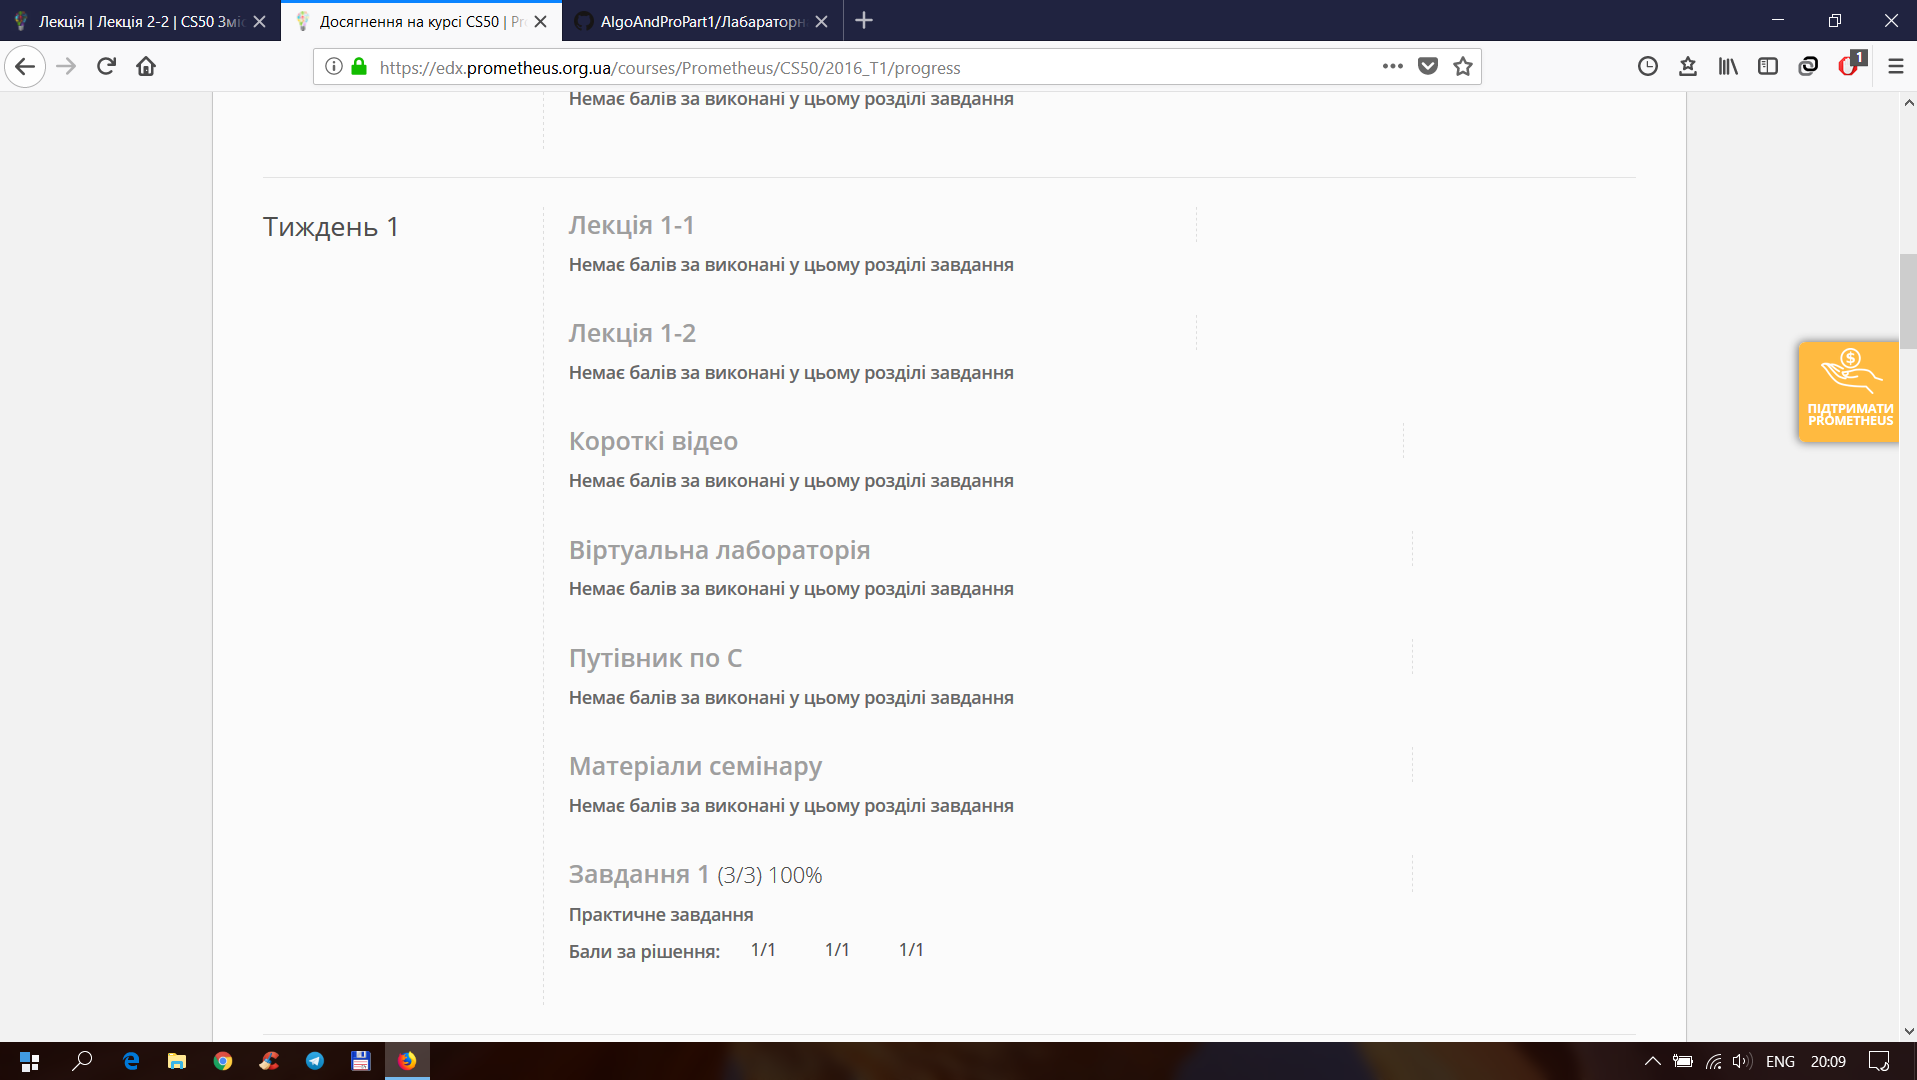 Лекція | Лекція 2-2 | CS50 Зміс
Досягнення на курсі CS50 | Pr
AlgoAndProPart1/Лабараторн
https://edx.prometheus.org.ua/courses/Prometheus/CS50/2016_T1/progress
1
Немає балів за виконані у цьому розділі завдання
Тиждень 1
Лекція 1-1
Немає балів за виконані у цьому розділі завдання
Лекція 1-2
Немає балів за виконані у цьому розділі завдання
ПІДТРИМАТИ
PROMETHEUS
Короткі відео
Немає балів за виконані у цьому розділі завдання
Віртуальна лабораторія
Немає балів за виконані у цьому розділі завдання
Путівник по C
Немає балів за виконані у цьому розділі завдання
Матеріали семінару
Немає балів за виконані у цьому розділі завдання
Завдання 1 (3/3) 100%
Практичне завдання
Бали за рішення: 1/1 1/1 1/1
ENG 20:09